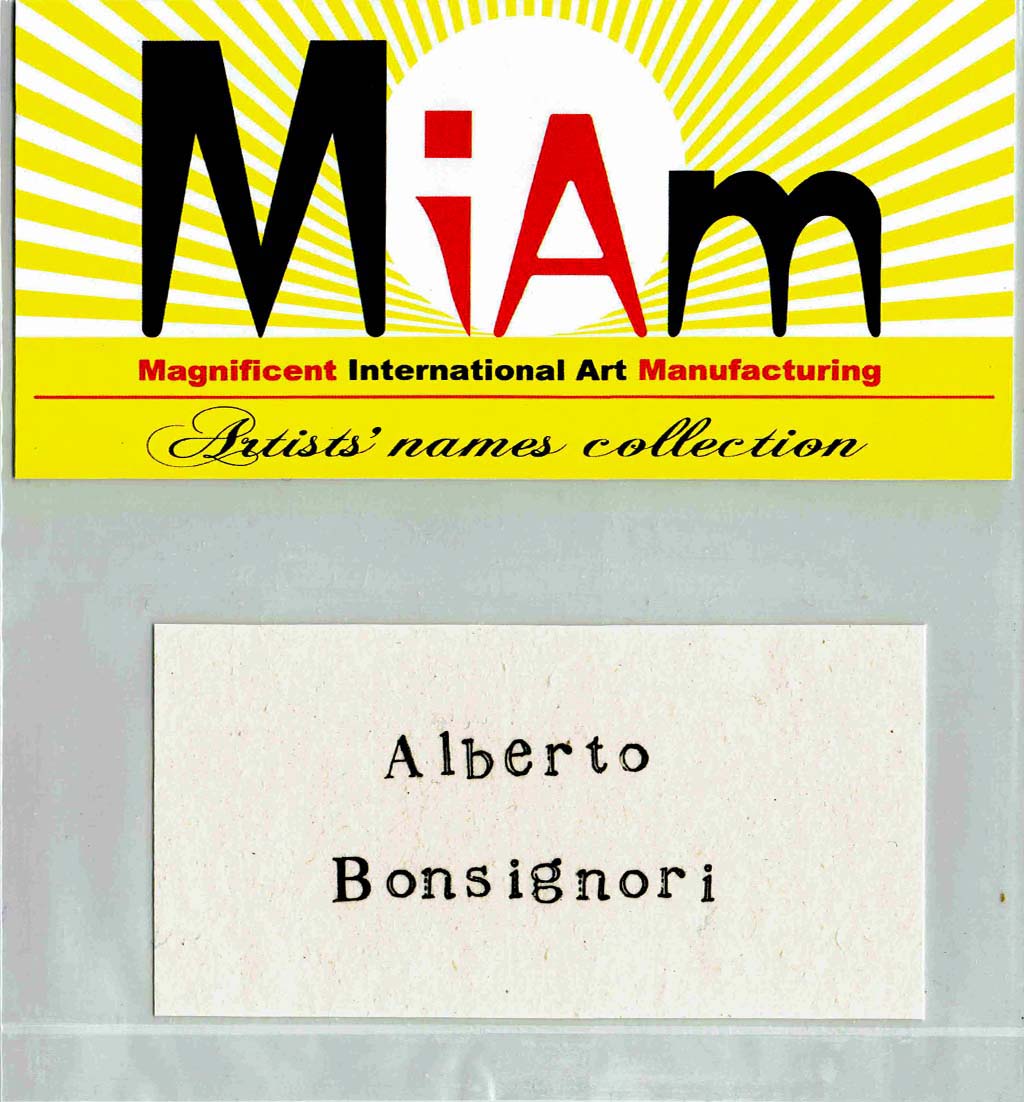 MiAm
Magnificent International Art Manufacturing
Artists' names collection
Alberto
Bonsignori